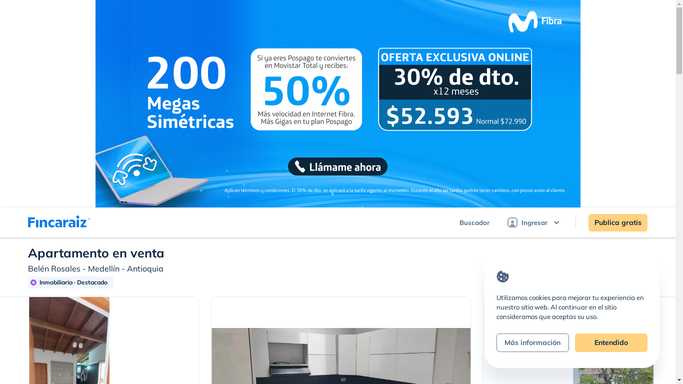 Fibra
200
Megas
Simétricas
Si ya eres Pospago te conviertes
en Movistar Total y recibes.
50%
Más velocidad en Internet Fibra.
Más Gigas en tu plan Pospago
OFERTA EXCLUSIVA ONLINE
30% de dto.
x12 meses
$52.593 Normal $72.990
Llámame ahora
Fincaraiz
Buscador
Ingresar
Publica gratis
Apartamento en venta
Belén Rosales - Medellín - Antioquia
Inmobiliaria - Destacado
Utilizamos cookies para mejorar tu experiencia en
nuestro sitio web. Al continuar en el sitio
consideramos que aceptas su uso.
Más información
Entendido